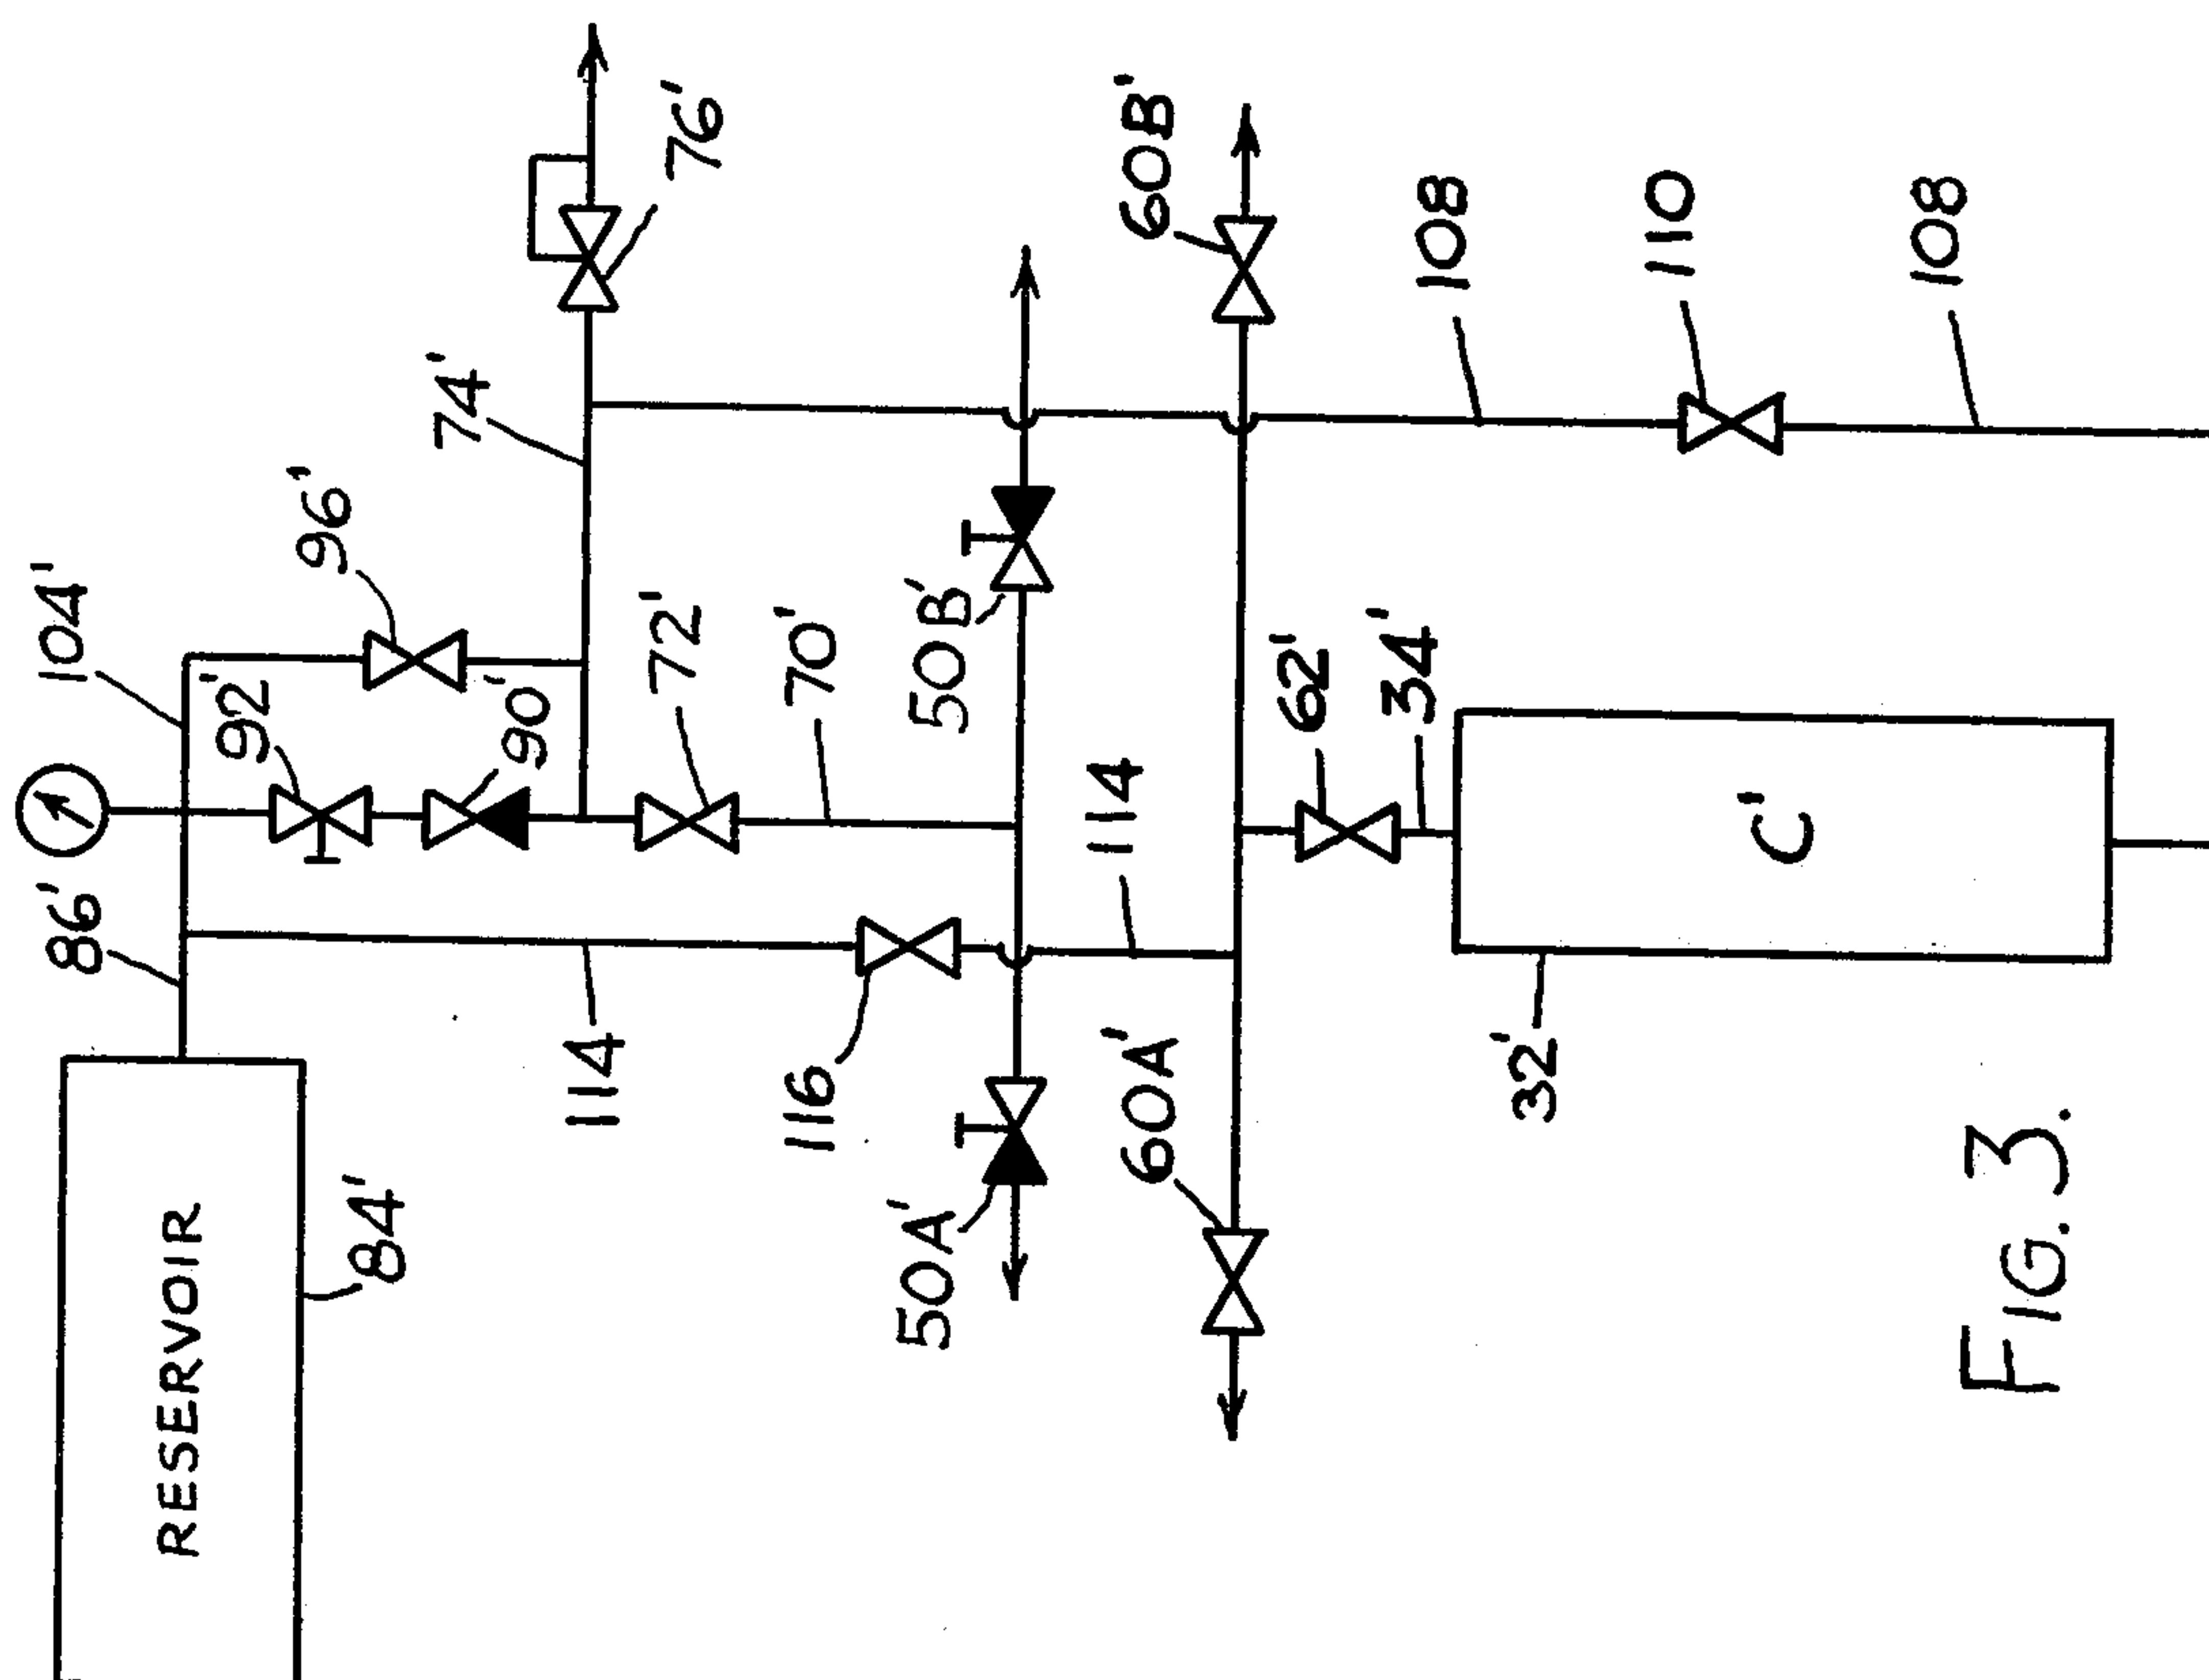 RESERVOIR
84'
86'
104'
92'
96'
90'
74'
76'
72'
70'
114
116
50A'
50B'
114
60A'
60B'
62'
34'
32'
C'
108
110
108
FIG. 3.